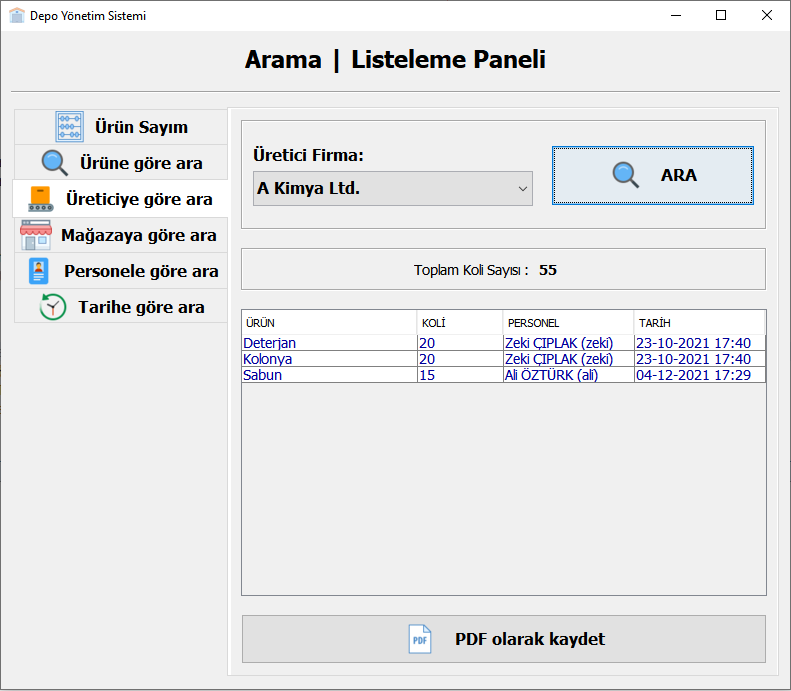 Depo Yönetim Sistemi
Arama | Listeleme Paneli
Ürün Sayım
Ürüne göre ara
Üreticiye göre ara
Mağazaya göre ara
Personele göre ara
Tarihe göre ara
Üretici Firma:
A Kimya Ltd.
ARA
Toplam Koli Sayısı : 55
ÜRÜN KOLİ PERSONEL TARİH
Deterjan 20 Zeki ÇIPLAK (zeki) 23-10-2021 17:40
Kolonya 20 Zeki ÇIPLAK (zeki) 23-10-2021 17:40
Sabun 15 Ali ÖZTÜRK (ali) 04-12-2021 17:29
PDF PDF olarak kaydet